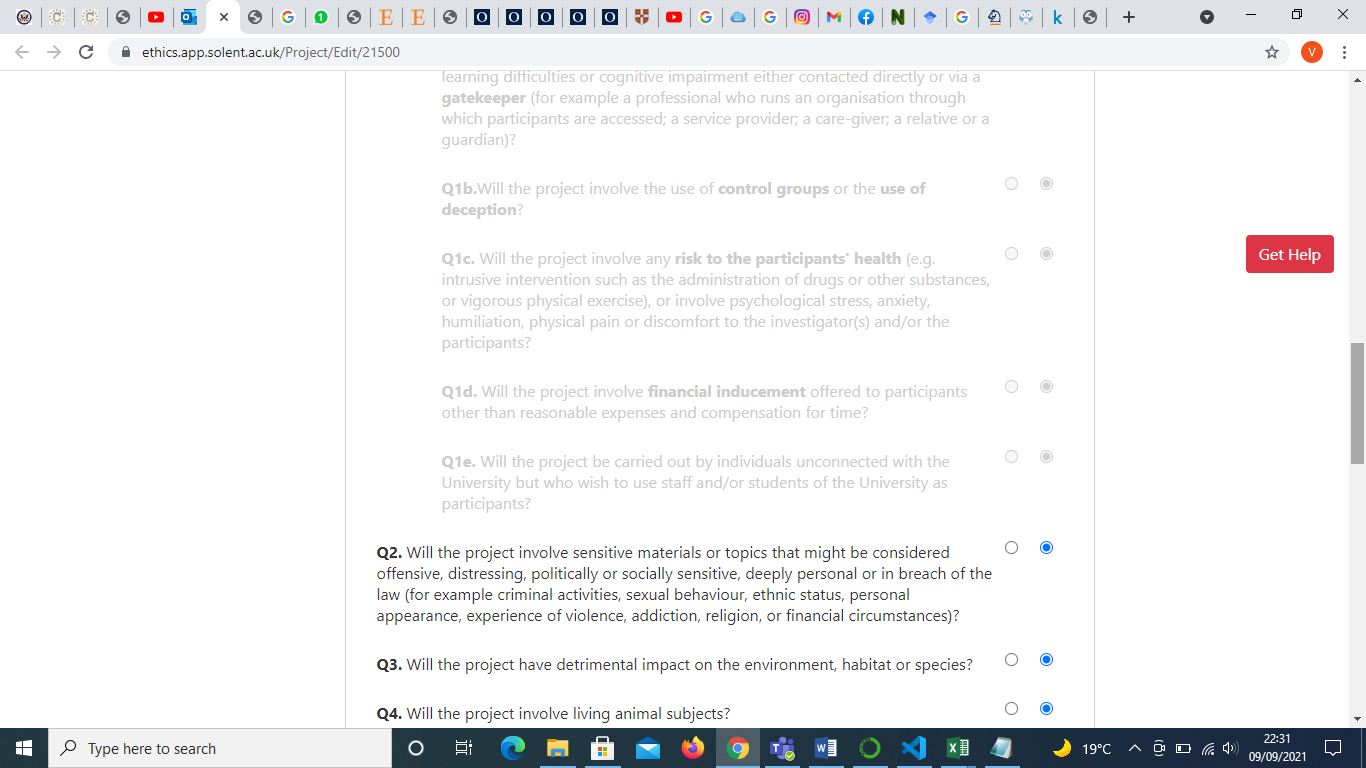 ethics.app.solent.ac.uk/Project/Edit/21500
V
learning difficulties or cognitive impairment either contacted directly or via a
gatekeeper (for example a professional who runs an organisation through
which participants are accessed; a service provider; a care-giver; a relative or a
guardian)?
Q1b.Will the project involve the use of control groups or the use of
deception?
Q1c. Will the project involve any risk to the participants' health (e.g.
intrusive intervention such as the administration of drugs or other substances,
or vigorous physical exercise), or involve psychological stress, anxiety,
humiliation, physical pain or discomfort to the investigator(s) and/or the
participants?
Get Help
Q1d. Will the project involve financial inducement offered to participants
other than reasonable expenses and compensation for time?
Q1e. Will the project be carried out by individuals unconnected with the
University but who wish to use staff and/or students of the University as
participants?
Q2. Will the project involve sensitive materials or topics that might be considered
offensive, distressing, politically or socially sensitive, deeply personal or in breach of the
law (for example criminal activities, sexual behaviour, ethnic status, personal
appearance, experience of violence, addiction, religion, or financial circumstances)?
Q3. Will the project have detrimental impact on the environment, habitat or species?
Q4. Will the project involve living animal subjects?
Type here to search
19°C
22:31
09/09/2021